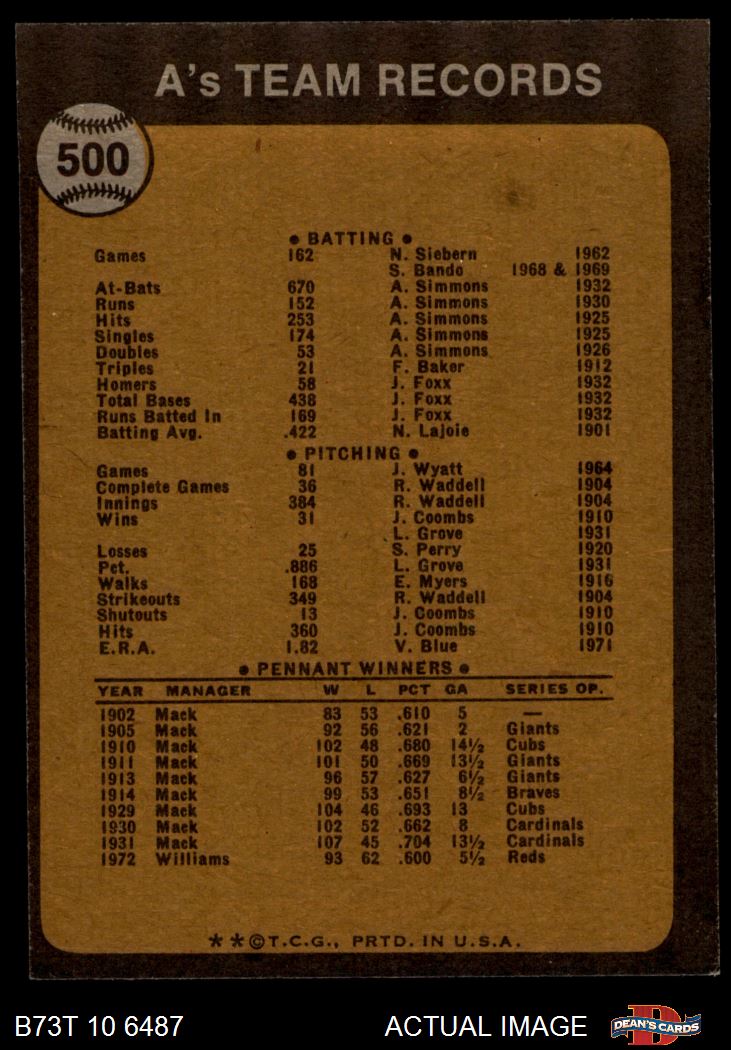 A's TEAM RECORDS
500
• BATTING •
Games 162 N. Siebern 1962
S. Bando 1968 & 1969
At-Bats 670 A. Simmons 1932
Runs 152 A. Simmons 1930
Hits 253 A. Simmons 1925
Singles 174 A. Simmons 1925
Doubles 53 A. Simmons 1926
Triples 21 F. Baker 1912
Homers 58 J. Foxx 1932
Total Bases 438 J. Foxx 1932
Runs Batted In 169 J. Foxx 1932
Batting Avg. .422 N. Lajoie 1901
• PITCHING •
Games 81 J. Wyatt 1964
Complete Games 36 R. Waddell 1904
Innings 384 R. Waddell 1904
Wins 31 J. Coombs 1910
L. Grove 1931
Losses 25 S. Perry 1920
Pct. .886 L. Grove 1931
Walks 168 E. Myers 1916
Strikeouts 349 R. Waddell 1904
Shutouts 13 J. Coombs 1910
Hits 360 J. Coombs 1910
E.R.A. 1.82 V. Blue 1971
• PENNANT WINNERS •
YEAR MANAGER W L PCT GA SERIES OP.
1902 Mack 83 53 .610 5 —
1905 Mack 92 56 .621 2 Giants
1910 Mack 102 48 .680 14½ Cubs
1911 Mack 101 50 .669 13½ Giants
1913 Mack 96 57 .627 6½ Giants
1914 Mack 99 53 .651 8½ Braves
1929 Mack 104 46 .693 13 Cubs
1930 Mack 102 52 .662 8 Cardinals
1931 Mack 107 45 .704 13½ Cardinals
1972 Williams 93 62 .600 5½ Reds
**©T.C.G., PRTD. IN U.S.A.
B73T 10 6487 ACTUAL IMAGE DEAN'S CARDS